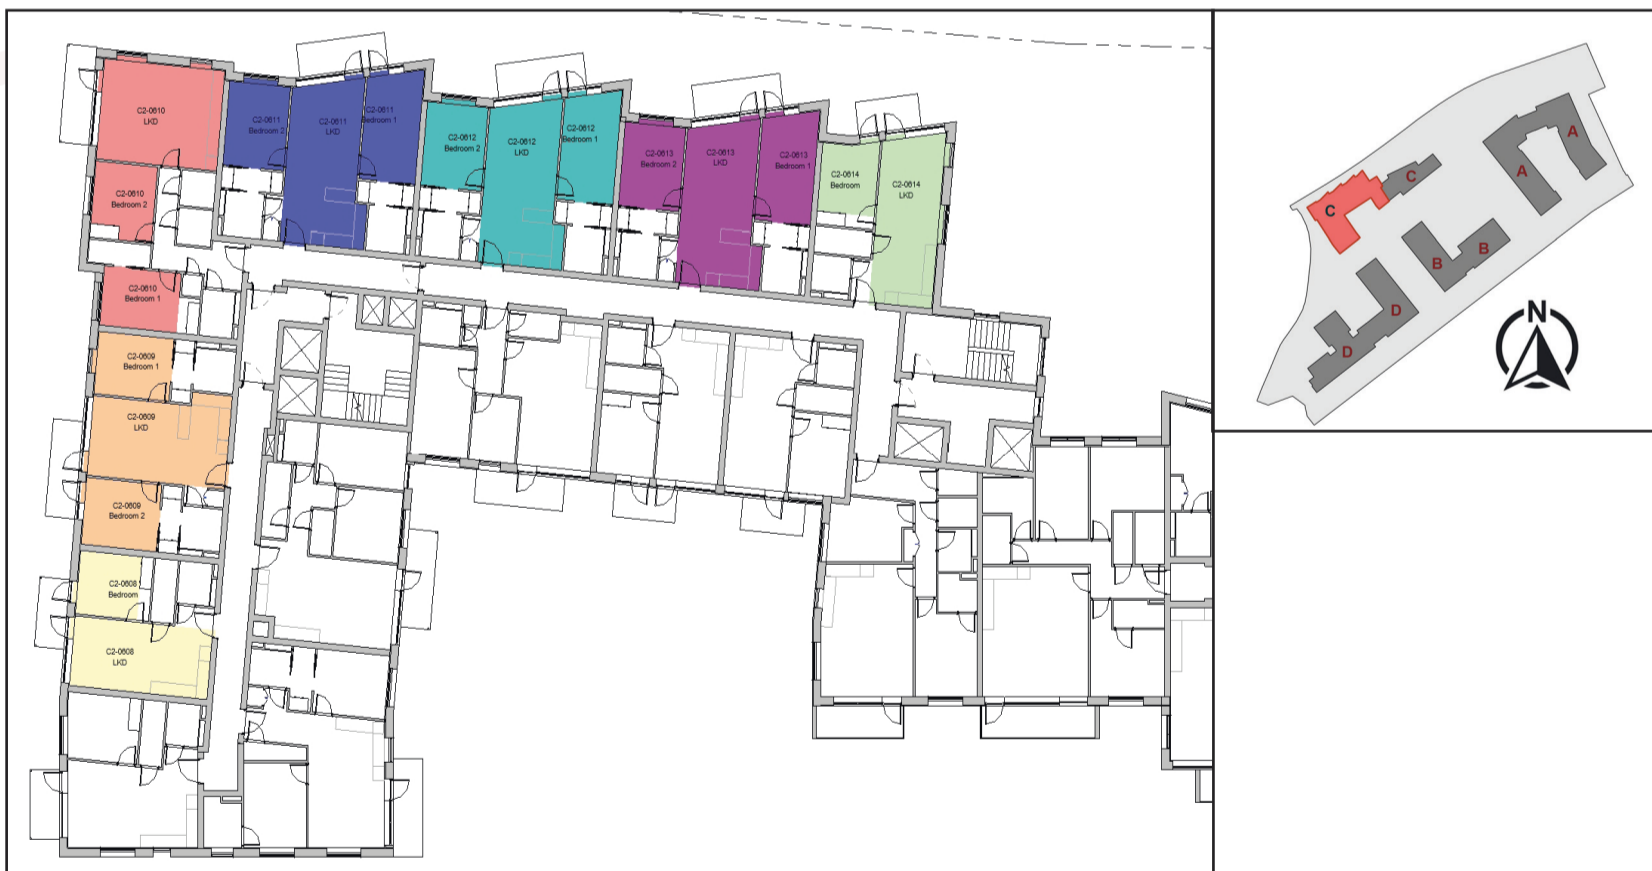 C2-0610
LKD
C2-0611
Bedroom 2
C2-0611
LKD
C2-0611
Bedroom 1
C2-0612
Bedroom 2
C2-0612
LKD
C2-0612
Bedroom 1
C2-0613
Bedroom 2
C2-0613
LKD
C2-0613
Bedroom 1
C2-0614
Bedroom
C2-0614
LKD
C2-0610
Bedroom 2
C2-0610
Bedroom 1
C2-0609
Bedroom 1
C2-0609
LKD
C2-0609
Bedroom 2
C2-0608
Bedroom
C2-0608
LKD
A
A
C
C
B
B
D
D
N